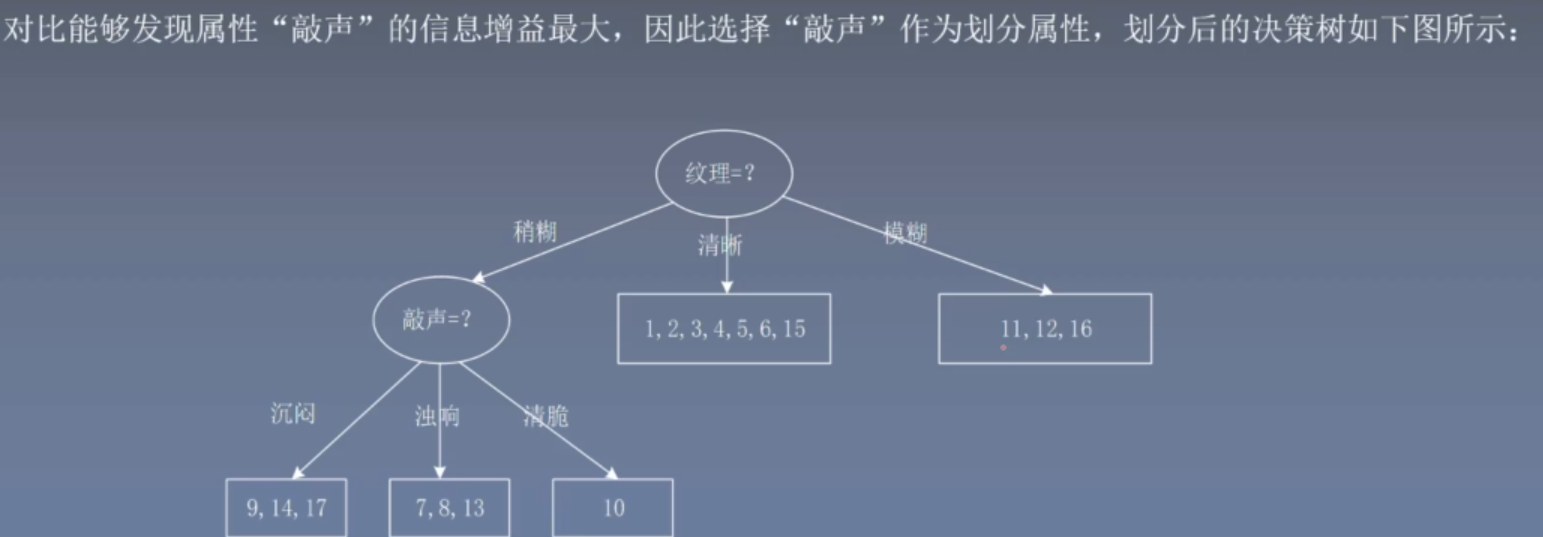 对比能够发现属性“敲声”的信息增益最大，因此选择“敲声”作为划分属性，划分后的决策树如下图所示：
纹理=？
稍糊
清晰
模糊
敲声=？
1,2,3,4,5,6,15
11,12,16
沉闷
浊响
清脆
9,14,17
7,8,13
10